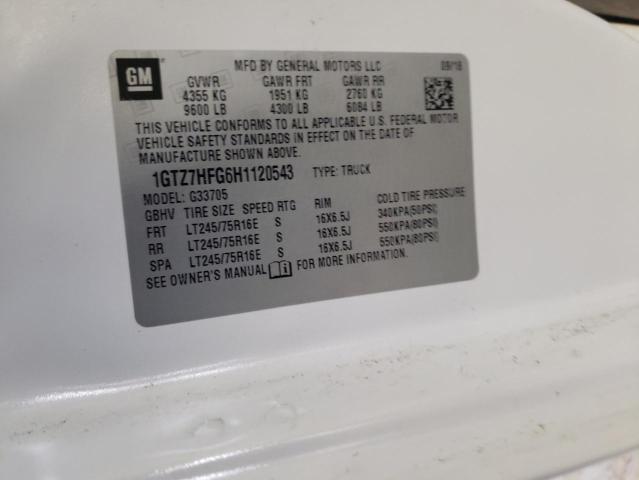 GM MFD BY GENERAL MOTORS LLC 09/16
GVWR GAWR FRT GAWR RR
4355 KG 1951 KG 2760 KG
9600 LB 4300 LB 6084 LB
THIS VEHICLE CONFORMS TO ALL APPLICABLE U.S. FEDERAL MOTOR
VEHICLE SAFETY STANDARDS IN EFFECT ON THE DATE OF
MANUFACTURE SHOWN ABOVE.
1GTZ7HFG6H1120543 TYPE: TRUCK
MODEL: G33705
GBHV TIRE SIZE SPEED RTG RIM COLD TIRE PRESSURE
FRT LT245/75R16E S 16X6.5J 340KPA(50PSI)
RR LT245/75R16E S 16X6.5J 550KPA(80PSI)
SPA LT245/75R16E S 16X6.5J 550KPA(80PSI)
SEE OWNER'S MANUAL FOR MORE INFORMATION.